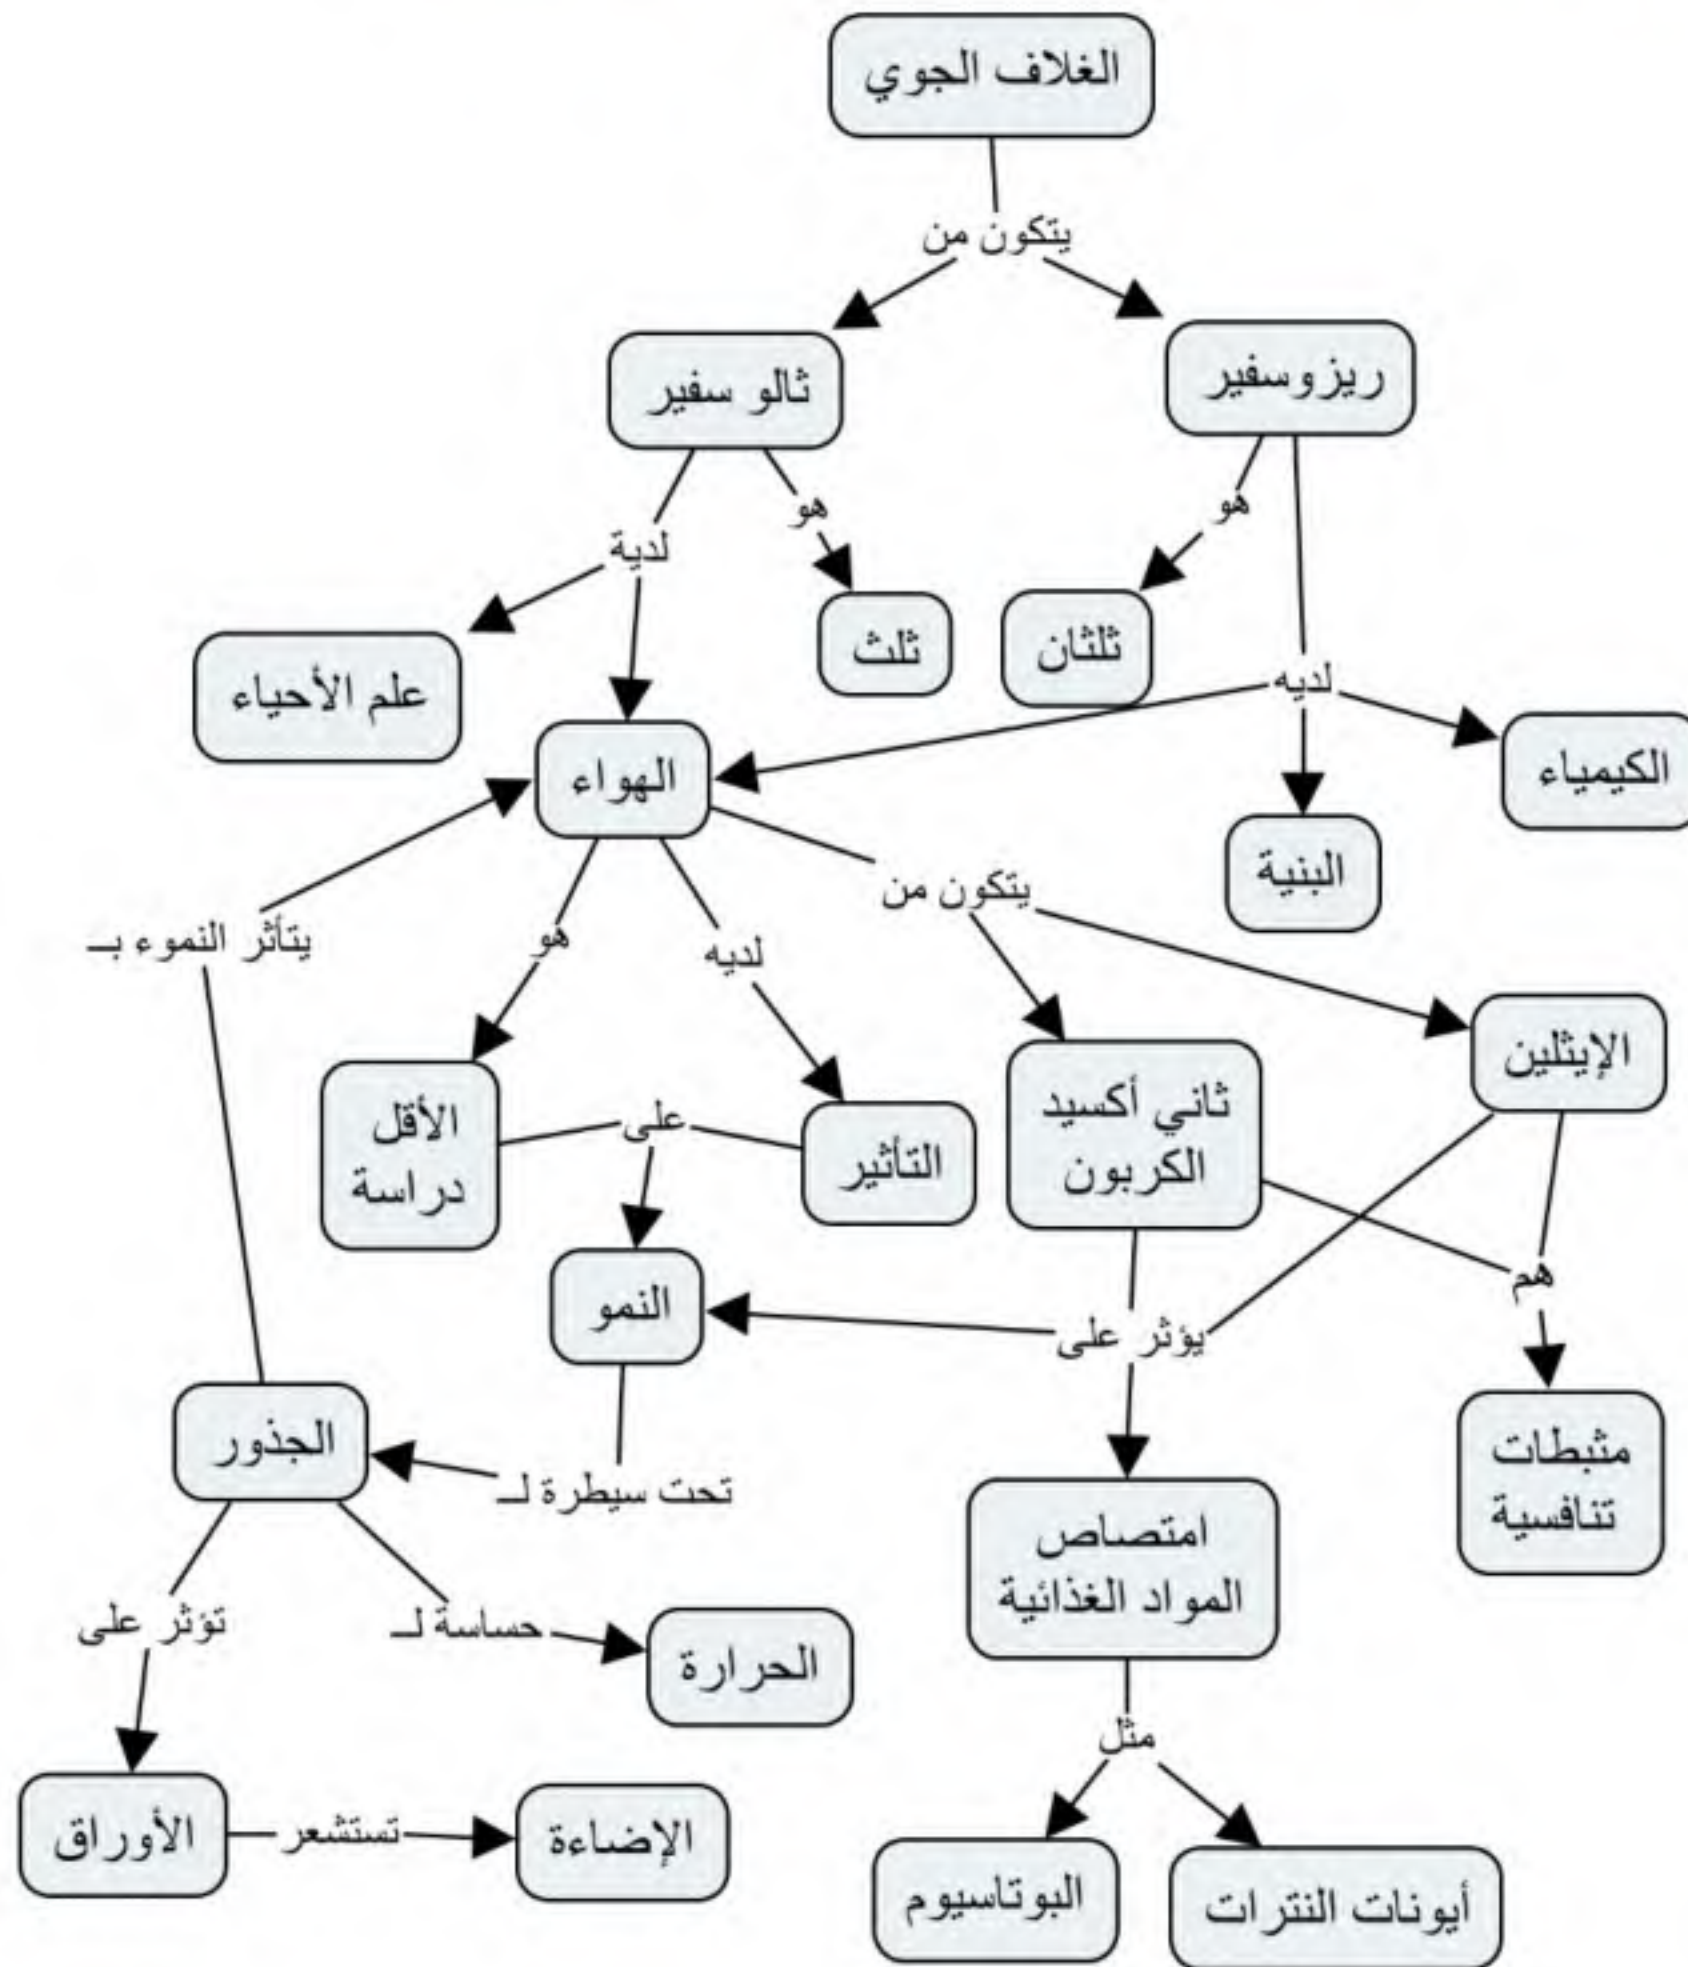 الغلاف الجوي
يتكون من
ريزوسفير
ثالو سفير
هو
هو
لدية
ثلثان
ثلث
علم الأحياء
لديه
الكيمياء
الهواء
البنية
يتكون من
يتأثر النموء بـ
هو
لديه
الإيثلين
ثاني أكسيد
الكربون
الأقل
دراسة
على
التأثير
هم
النمو
يؤثر على
الجذور
مثبطات
تنافسية
تحت سيطرة لـ
امتصاص
المواد الغذائية
تؤثر على
حساسة لـ
الحرارة
مثل
الأوراق
تستشعر
الإضاءة
أيونات النترات
البوتاسيوم